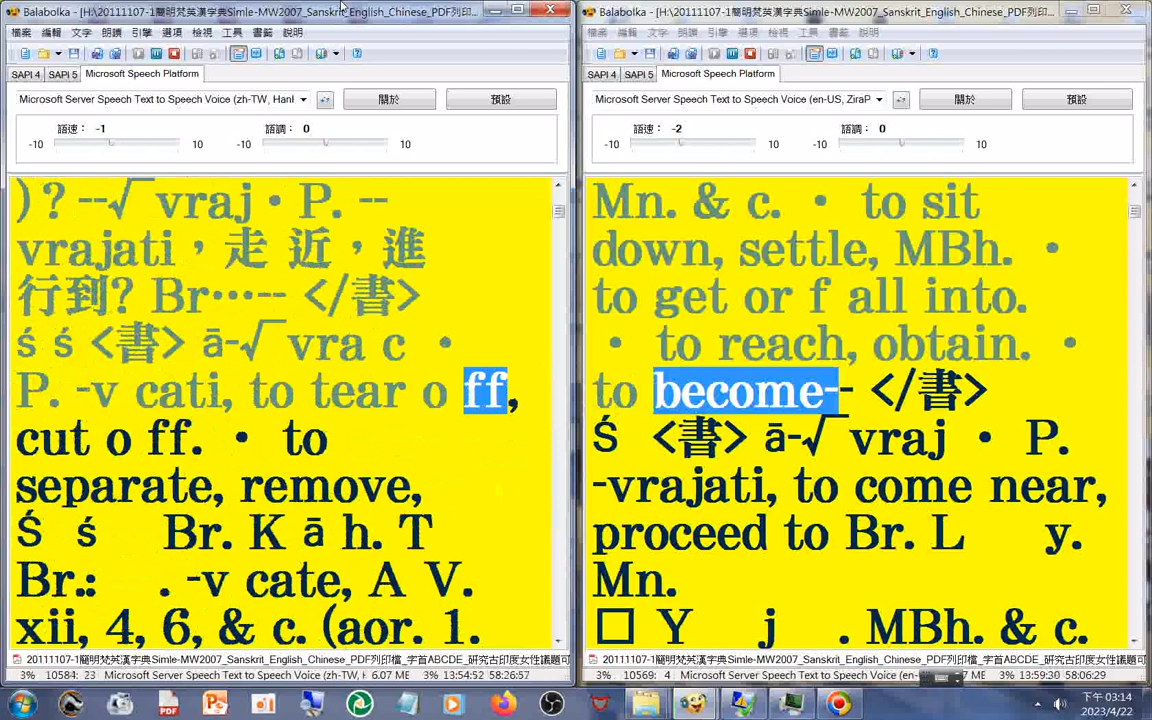 Balabolka - [H:\20111107-1簡明梵英漢字典Simle-MW2007_Sanskrit_English_Chinese_PDF列印...
檔案 編輯 文字 朗讀 引擎 選項 檢視 工具 書籤 說明
SAPI 4 SAPI 5 Microsoft Speech Platform
Microsoft Server Speech Text to Speech Voice (zh-TW, HanI 關於 預設
語速： -1 語調： 0
-10 10 -10 10
)？--√ vraj・P. --
vrajati，走 近，進
行到? Br…-- </書>
ś ś <書> ā-√ vra c •
P. -v cati, to tear o ff,
cut o ff. • to
separate, remove,
Ś ś Br. K ā h. T
Br.: . -v cate, A V.
xii, 4, 6, & c. (aor. 1.
20111107-1簡明梵英漢字典Simle-MW2007_Sanskrit_English_Chinese_PDF列印檔_字首ABCDE_研究古印度女性議題可
3% 10584: 23 Microsoft Server Speech Text to Speech Voice (zh-TW, H 6.07 MB 3% 13:54:52 58:26:57
Balabolka - [H:\20111107-1簡明梵英漢字典Simle-MW2007_Sanskrit_English_Chinese_PDF列印...
檔案 編輯 文字 朗讀 引擎 選項 檢視 工具 書籤 說明
SAPI 4 SAPI 5 Microsoft Speech Platform
Microsoft Server Speech Text to Speech Voice (en-US, ZiraP 關於 預設
語速： -2 語調： 0
-10 10 -10 10
Mn. & c. • to sit
down, settle, MBh. •
to get or f all into.
• to reach, obtain. •
to become-- </書>
Ś <書> ā-√ vraj • P.
-vrajati, to come near,
proceed to Br. L y.
Mn.
□ Y j . MBh. & c.
20111107-1簡明梵英漢字典Simle-MW2007_Sanskrit_English_Chinese_PDF列印檔_字首ABCDE_研究古印度女性議題可
3% 10569: 4 Microsoft Server Speech Text to Speech Voice (en- 3% 13:59:30 58:06:29
下午 03:14
2023/4/22